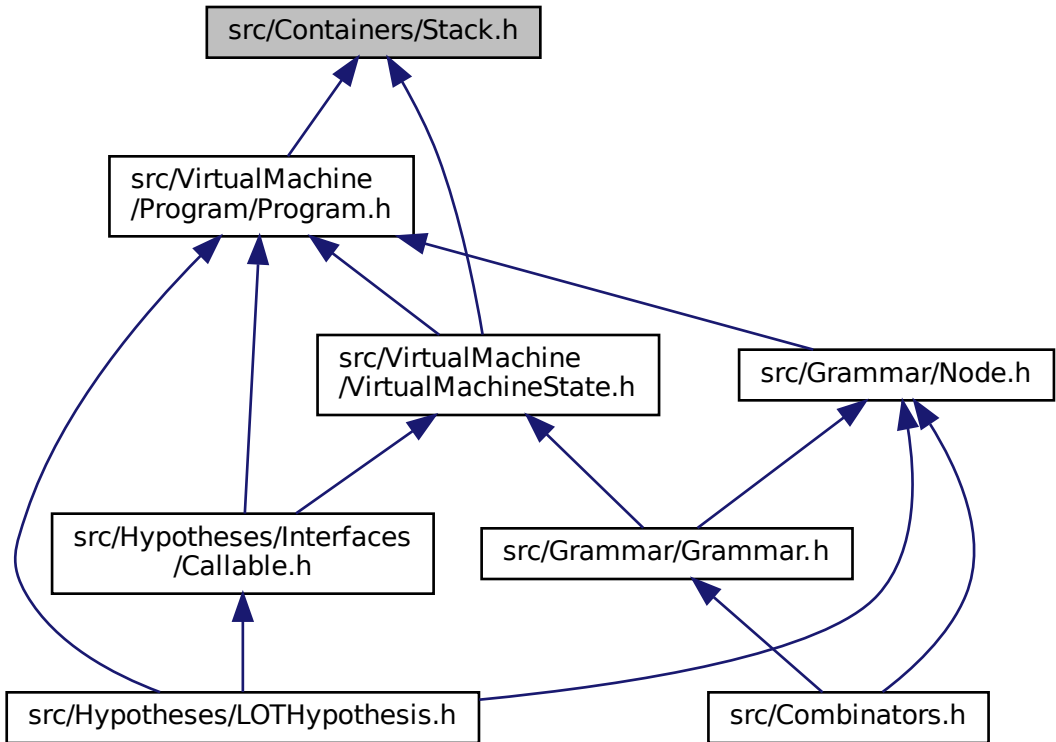 src/Containers/Stack.h
src/VirtualMachine
/Program/Program.h
src/VirtualMachine
/VirtualMachineState.h
src/Grammar/Node.h
src/Hypotheses/Interfaces
/Callable.h
src/Grammar/Grammar.h
src/Hypotheses/LOTHypothesis.h
src/Combinators.h